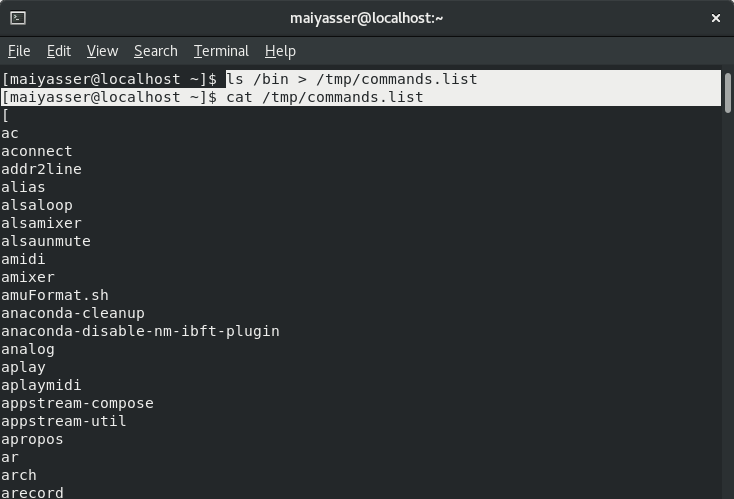 maiyasser@localhost:~
File Edit View Search Terminal Help
[maiyasser@localhost ~]$ ls /bin > /tmp/commands.list
[maiyasser@localhost ~]$ cat /tmp/commands.list
[
ac
aconnect
addr2line
alias
alsaloop
alsamixer
alsaunmute
amidi
amixer
amuFormat.sh
anaconda-cleanup
anaconda-disable-nm-ibft-plugin
analog
aplay
aplaymidi
appstream-compose
appstream-util
apropos
ar
arch
arecord